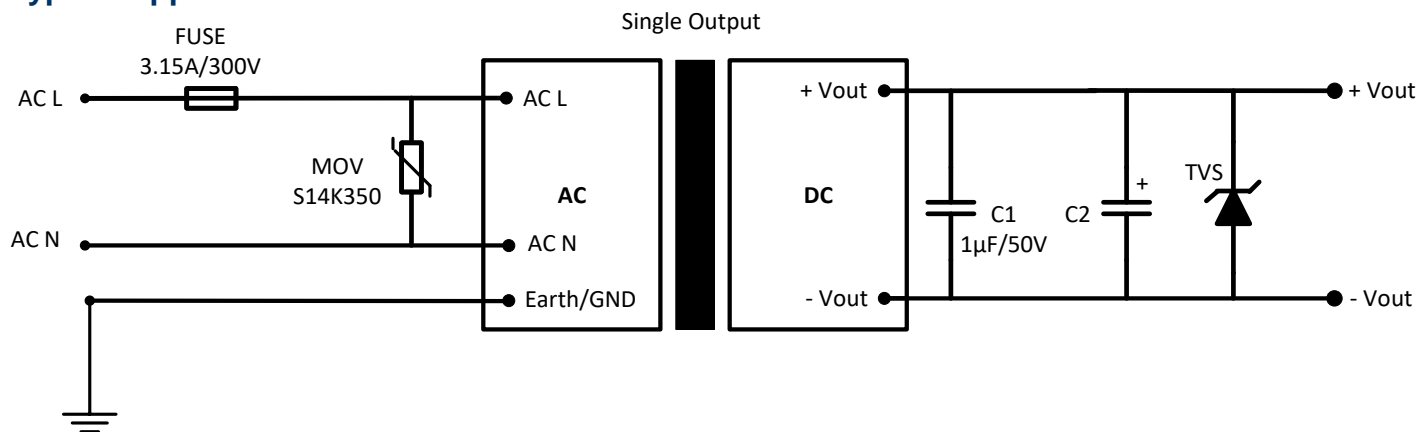 Single Output
FUSE
3.15A/300V
AC L
AC L
MOV
S14K350
AC
AC N
AC N
Earth/GND
+ Vout
+ Vout
DC
C1
1µF/50V
C2
+
TVS
- Vout
- Vout